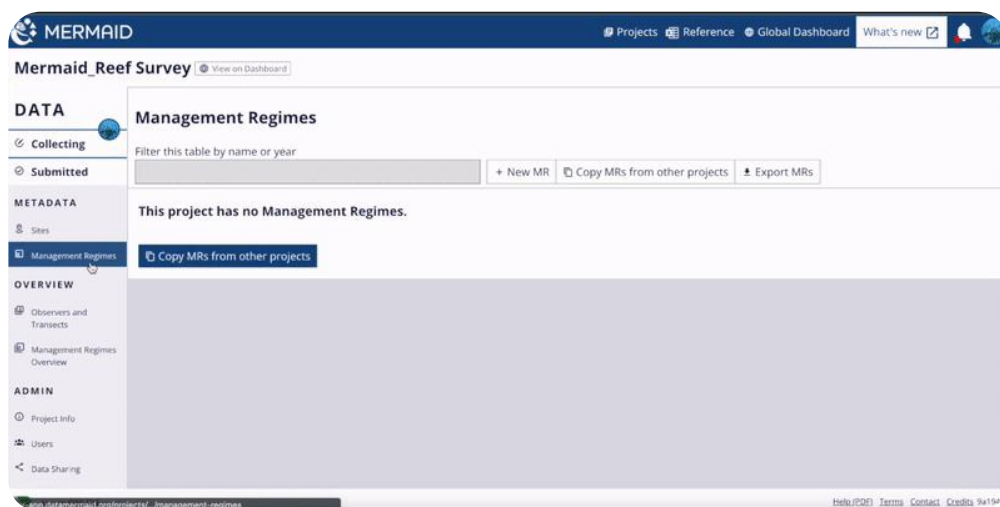 MERMAID
Projects Reference Global Dashboard What's new
Mermaid_Reef Survey View on Dashboard
DATA
Collecting
Submitted
METADATA
Sites
Management Regimes
OVERVIEW
Observers and
Transects
Management Regimes
Overview
ADMIN
Project Info
Users
Data Sharing
Management Regimes
Filter this table by name or year
+ New MR Copy MRs from other projects Export MRs
This project has no Management Regimes.
Copy MRs from other projects
Help (PDF) Terms Contact Credits